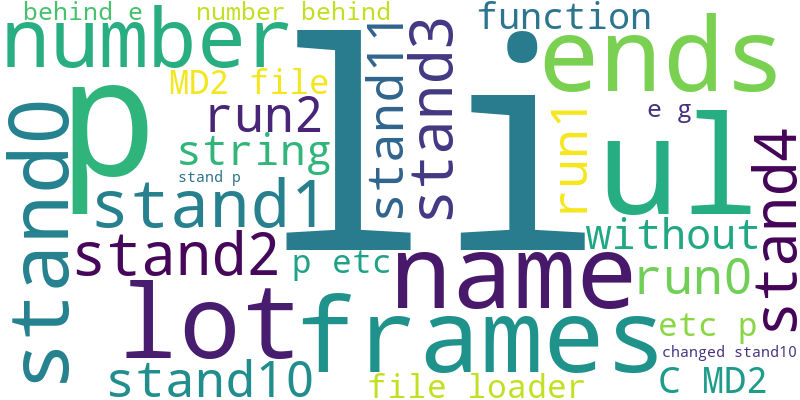 behind e
number behind
function
number
MD2 file
li
ends
stand0
p
run2
stand11
stand3
run1
e g
ul
stand4
string
stand p
stand1
stand2
p etc
without
name
run0
lot
frames
etc p
changed stand10
stand10
file loader
C MD2